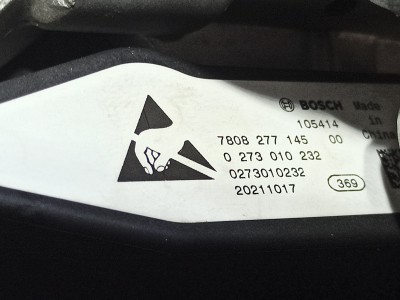 BOSCH Made
105414 in
7808 277 145 00 China
0 273 010 232
0273010232
20211017 369